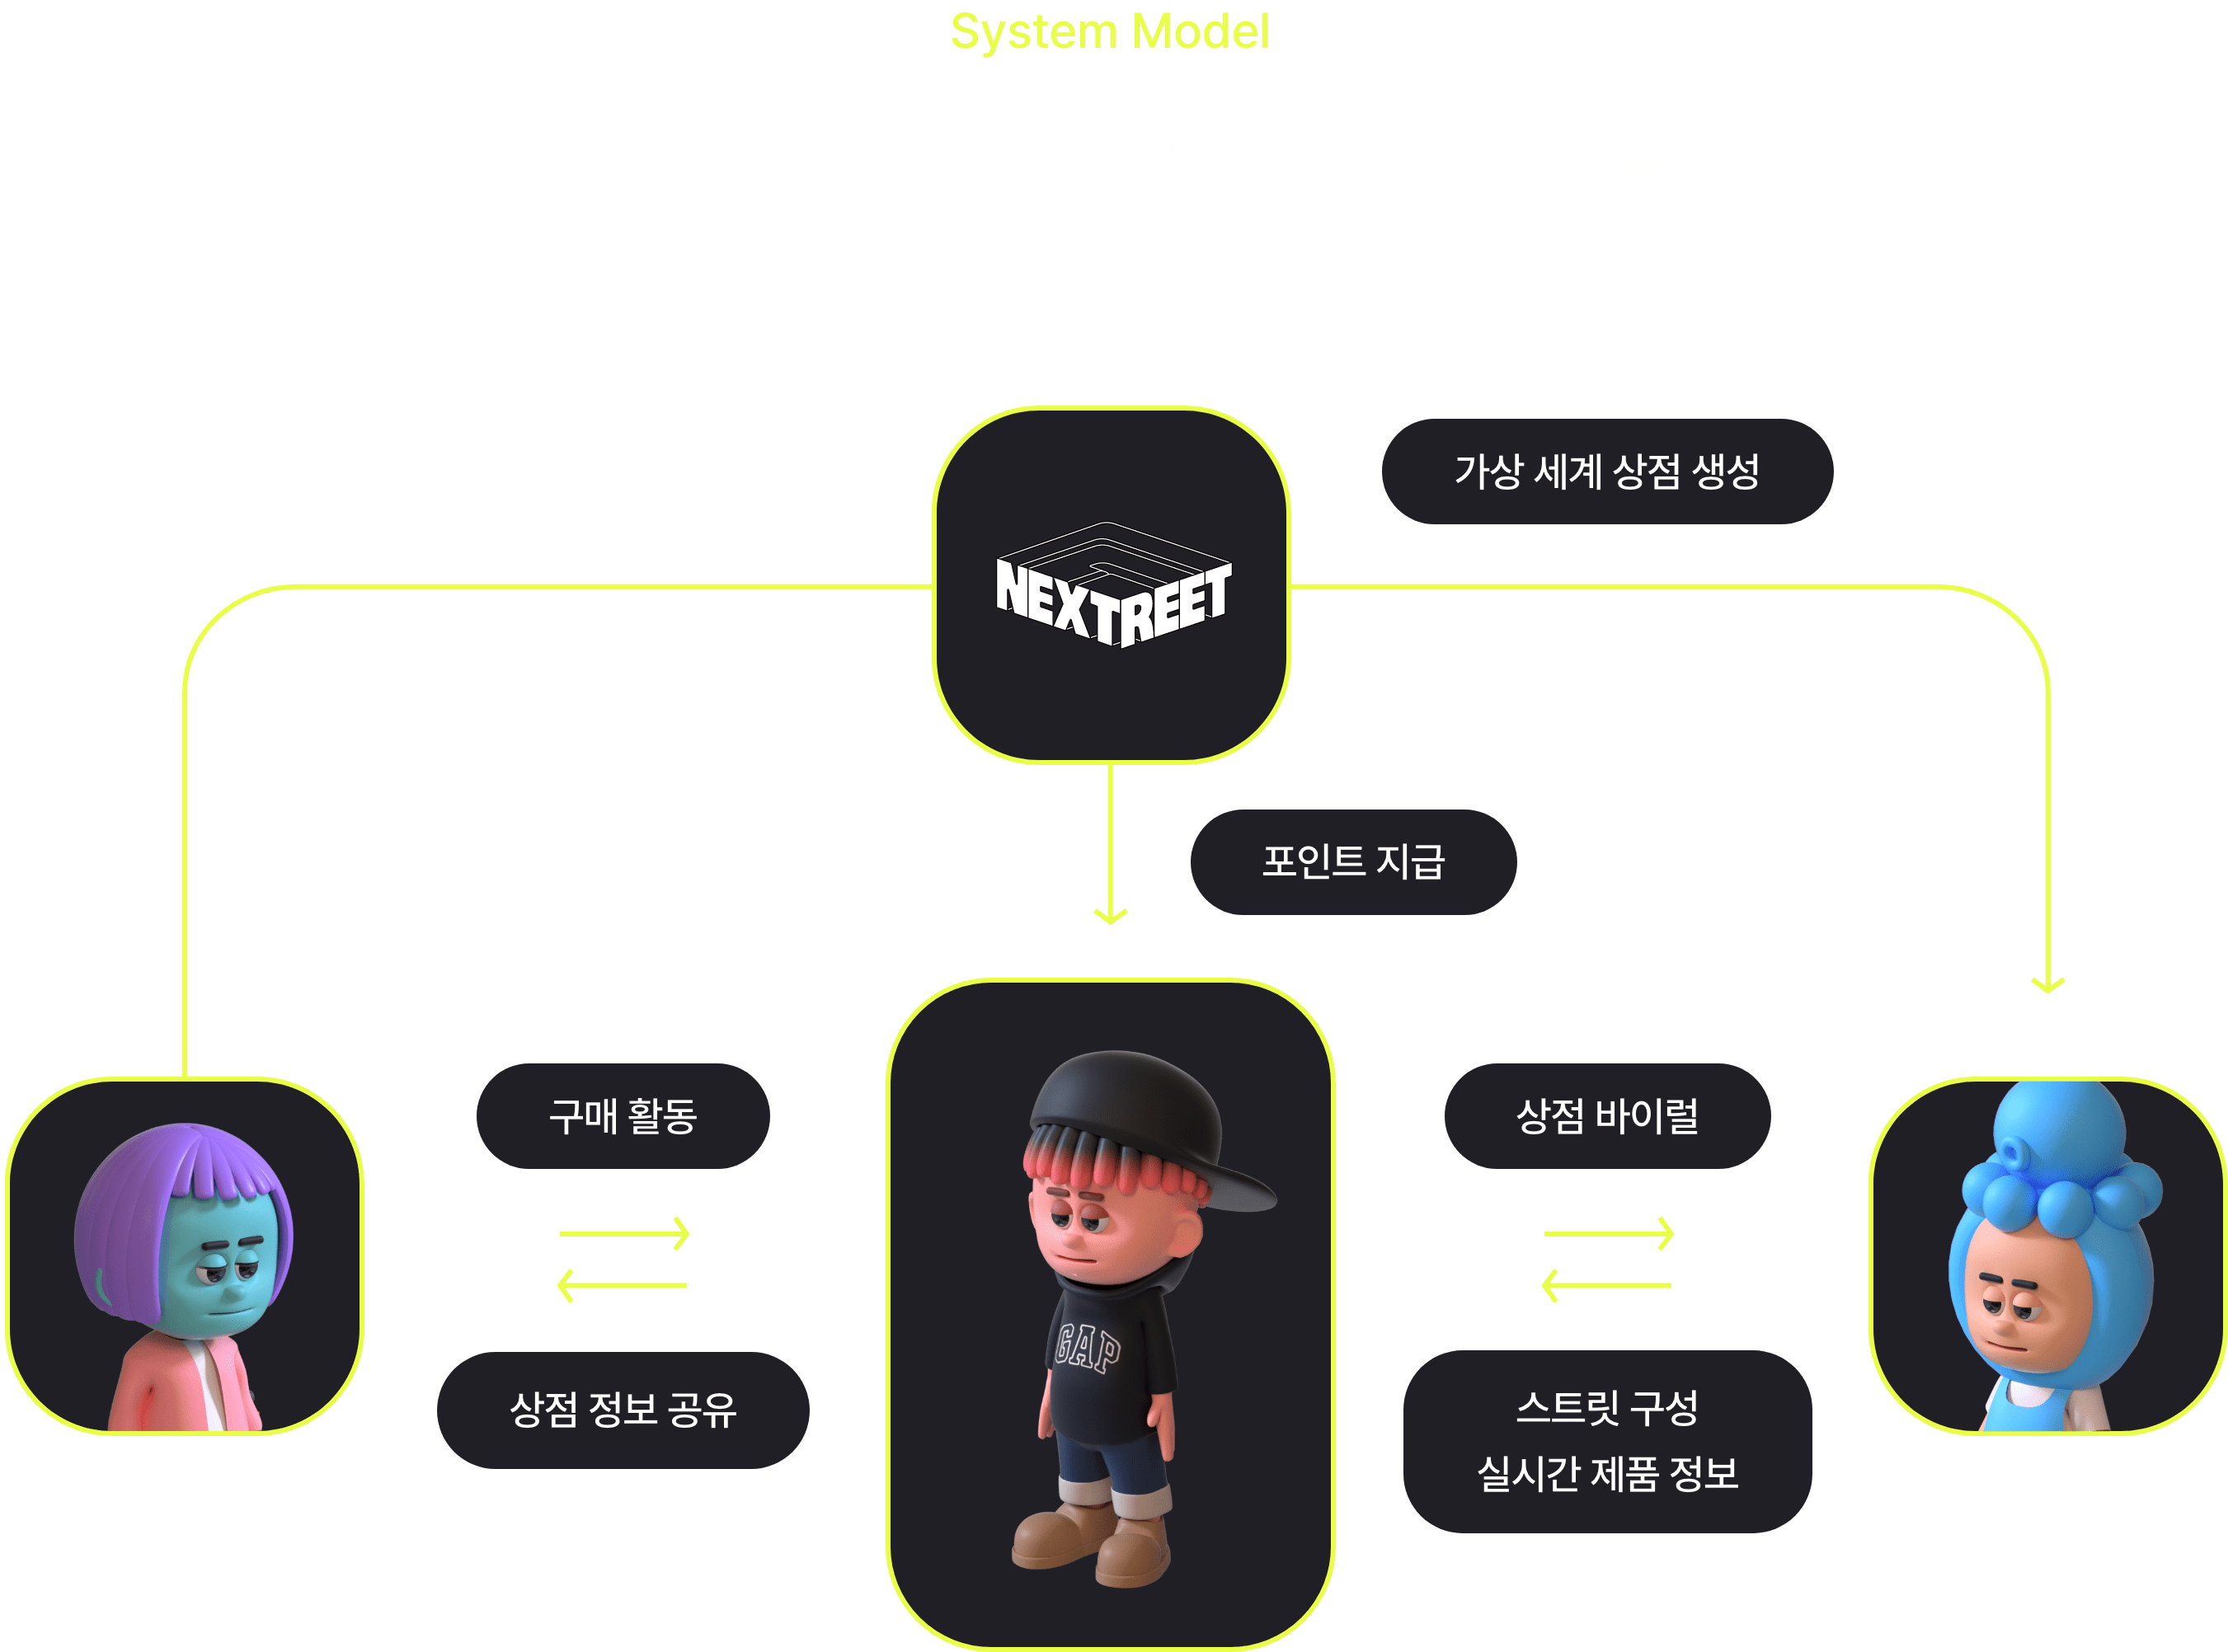 System Model
NEXTREET
가상 세계 상점 생성
포인트 지급
구매 활동
상점 바이럴
GAP
상점 정보 공유
스트릿 구성
실시간 제품 정보